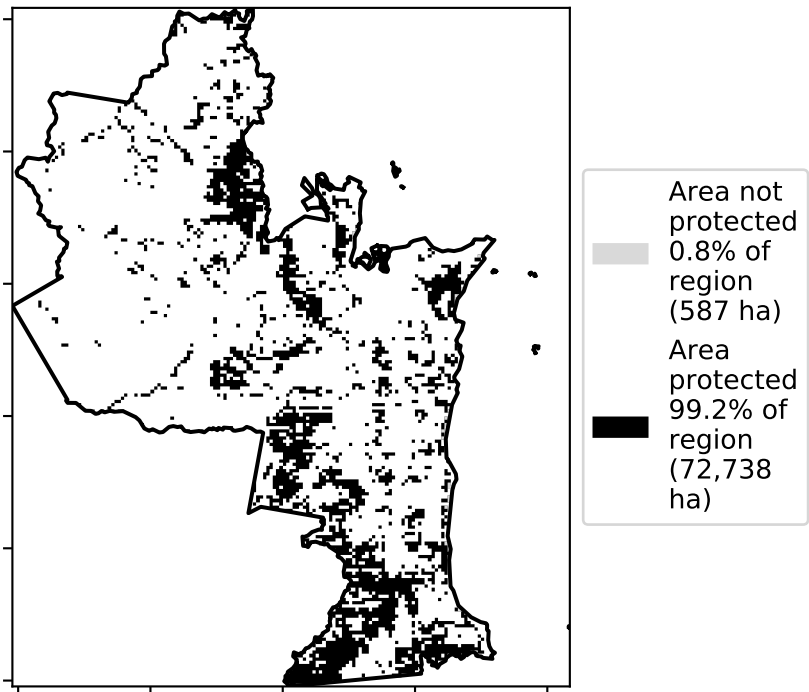 Area not
protected
0.8% of
region
(587 ha)
Area
protected
99.2% of
region
(72,738
ha)